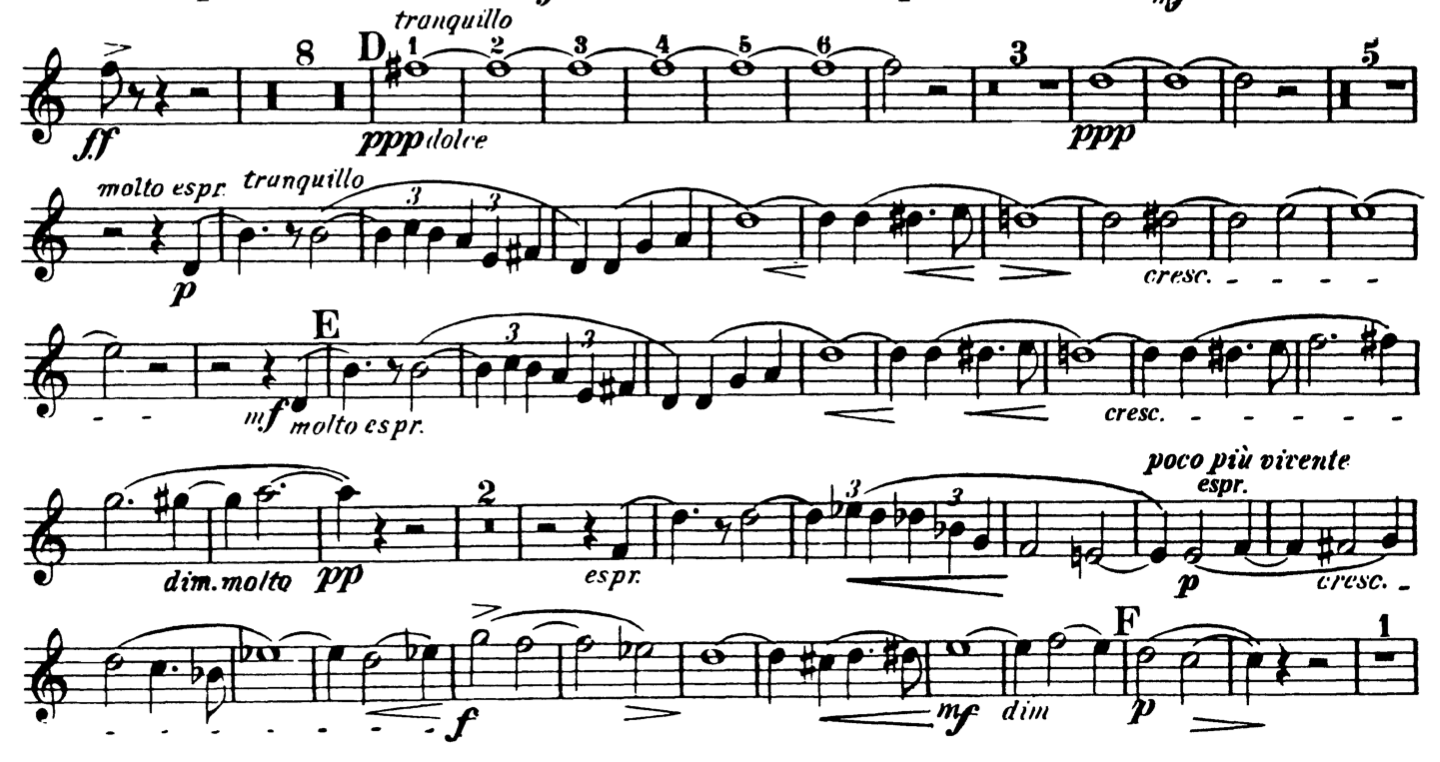 tranquillo
8 D 1 2 3 4 5 6 3 5
ff ppp dolce ppp
molto espr. tranquillo
3 3
p cresc. - - - -
E
3 3
- - mf molto espr. cresc. - - - - -
poco più vivente
espr.
2 3 3
dim. molto pp espr. p cresc. -
F 1
- - - - - - f mf dim p